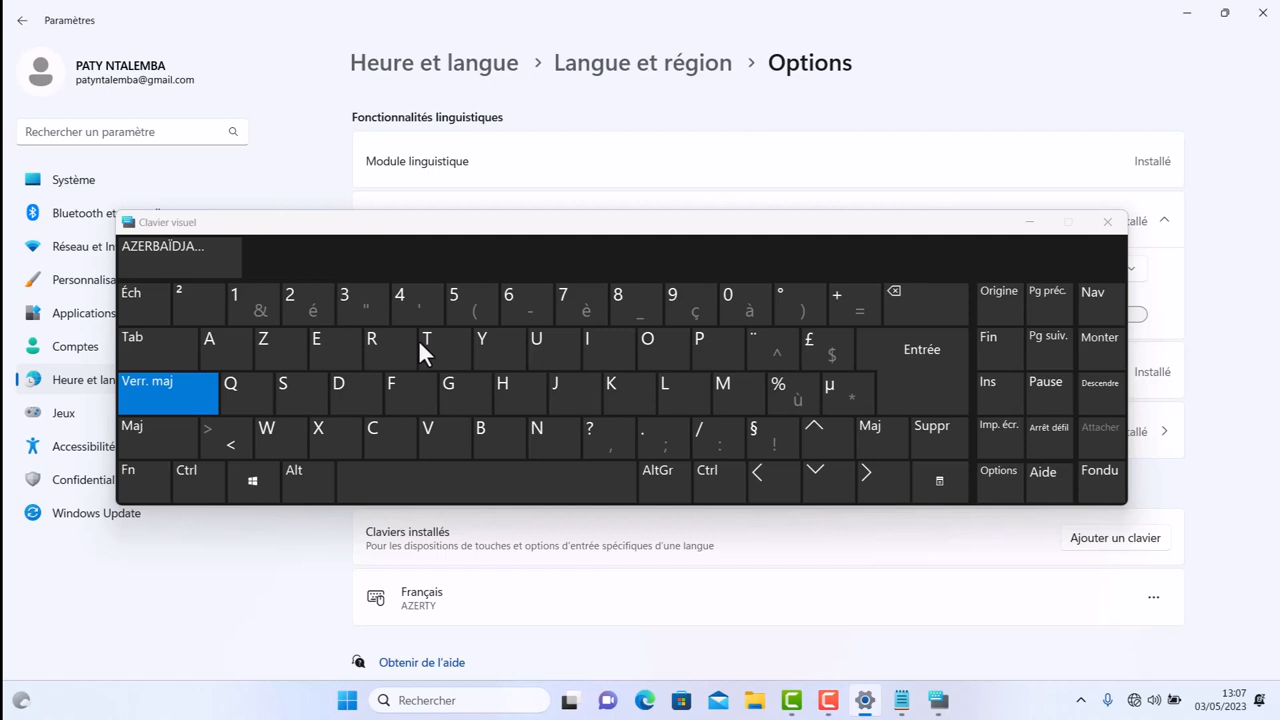 Paramètres
PATY NTALEMBA
patyntalemba@gmail.com
Rechercher un paramètre
Système
Bluetooth et
Réseau et In
Personnalisa
Applications
Comptes
Heure et lan
Jeux
Accessibilité
Confidential
Windows Update
Heure et langue > Langue et région > Options
Fonctionnalités linguistiques
Module linguistique Installé
allé
Installé
allé
Clavier visuel
AZERBAÏDJA...
Éch ² 1 & 2 é 3 " 4 ' 5 ( 6 - 7 è 8 _ 9 ç 0 à ° ) + = Origine Pg préc. Nav
Tab A Z E R T Y U I O P ¨ ^ £ $ Entrée Fin Pg suiv. Monter
Verr. maj Q S D F G H J K L M % ù µ * Ins Pause Descendre
Maj > < W X C V B N ? , . ; / : § ! Maj Suppr Imp. écr. Arrêt défil Attacher
Fn Ctrl Alt AltGr Ctrl Options Aide Fondu
Claviers installés
Pour les dispositions de touches et options d'entrée spécifiques d'une langue
Ajouter un clavier
Français
AZERTY
Obtenir de l'aide
Rechercher
13:07
03/05/2023